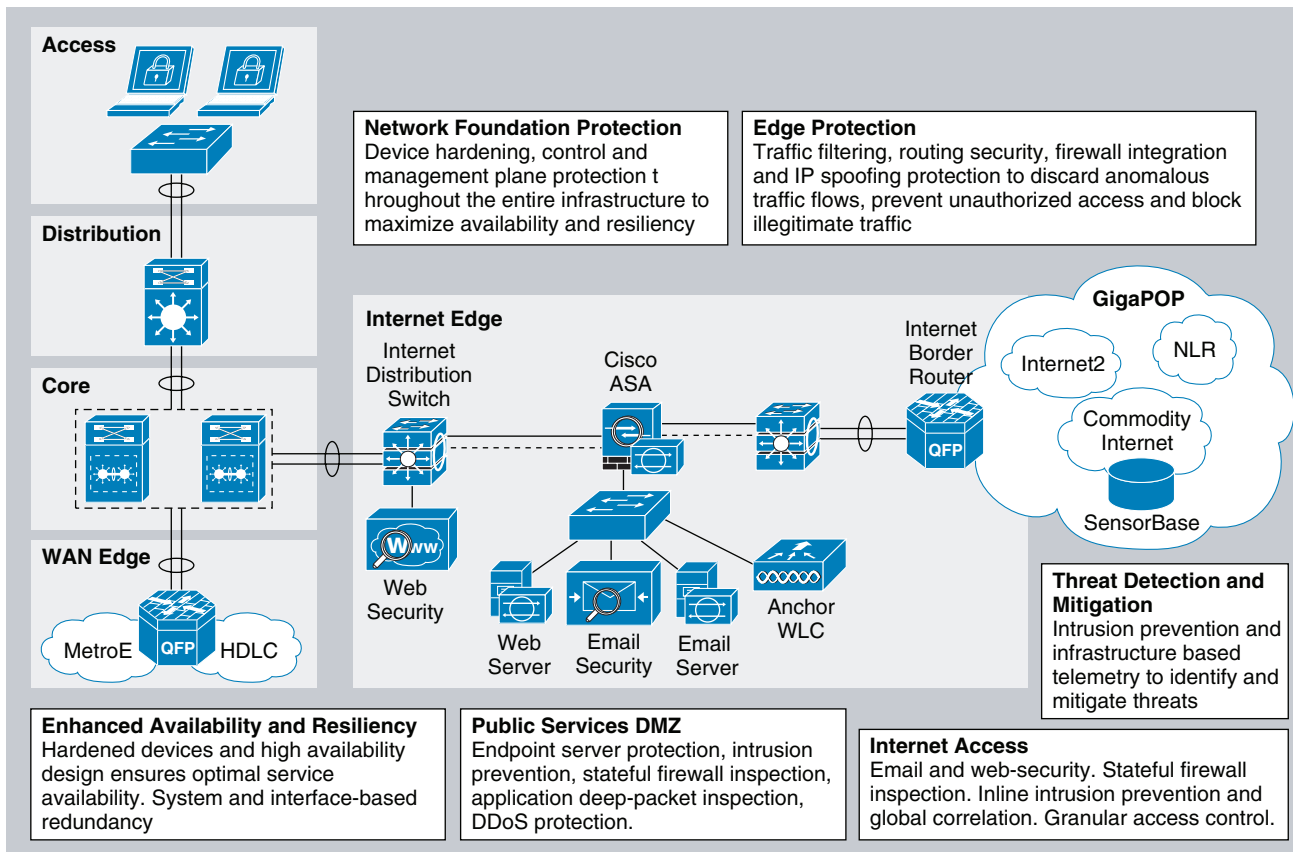 Access
Network Foundation Protection
Device hardening, control and
management plane protection t
hroughout the entire infrastructure to
maximize availability and resiliency
Edge Protection
Traffic filtering, routing security, firewall integration
and IP spoofing protection to discard anomalous
traffic flows, prevent unauthorized access and block
illegitimate traffic
Distribution
Core
WAN Edge
MetroE
QFP
HDLC
Internet Edge
Internet
Distribution
Switch
Cisco
ASA
Internet
Border
Router
QFP
GigaPOP
Internet2
NLR
Commodity
Internet
SensorBase
Www
Web
Security
Web
Server
Email
Security
Email
Server
Anchor
WLC
Threat Detection and
Mitigation
Intrusion prevention and
infrastructure based
telemetry to identify and
mitigate threats
Enhanced Availability and Resiliency
Hardened devices and high availability
design ensures optimal service
availability. System and interface-based
redundancy
Public Services DMZ
Endpoint server protection, intrusion
prevention, stateful firewall inspection,
application deep-packet inspection,
DDoS protection.
Internet Access
Email and web-security. Stateful firewall
inspection. Inline intrusion prevention and
global correlation. Granular access control.